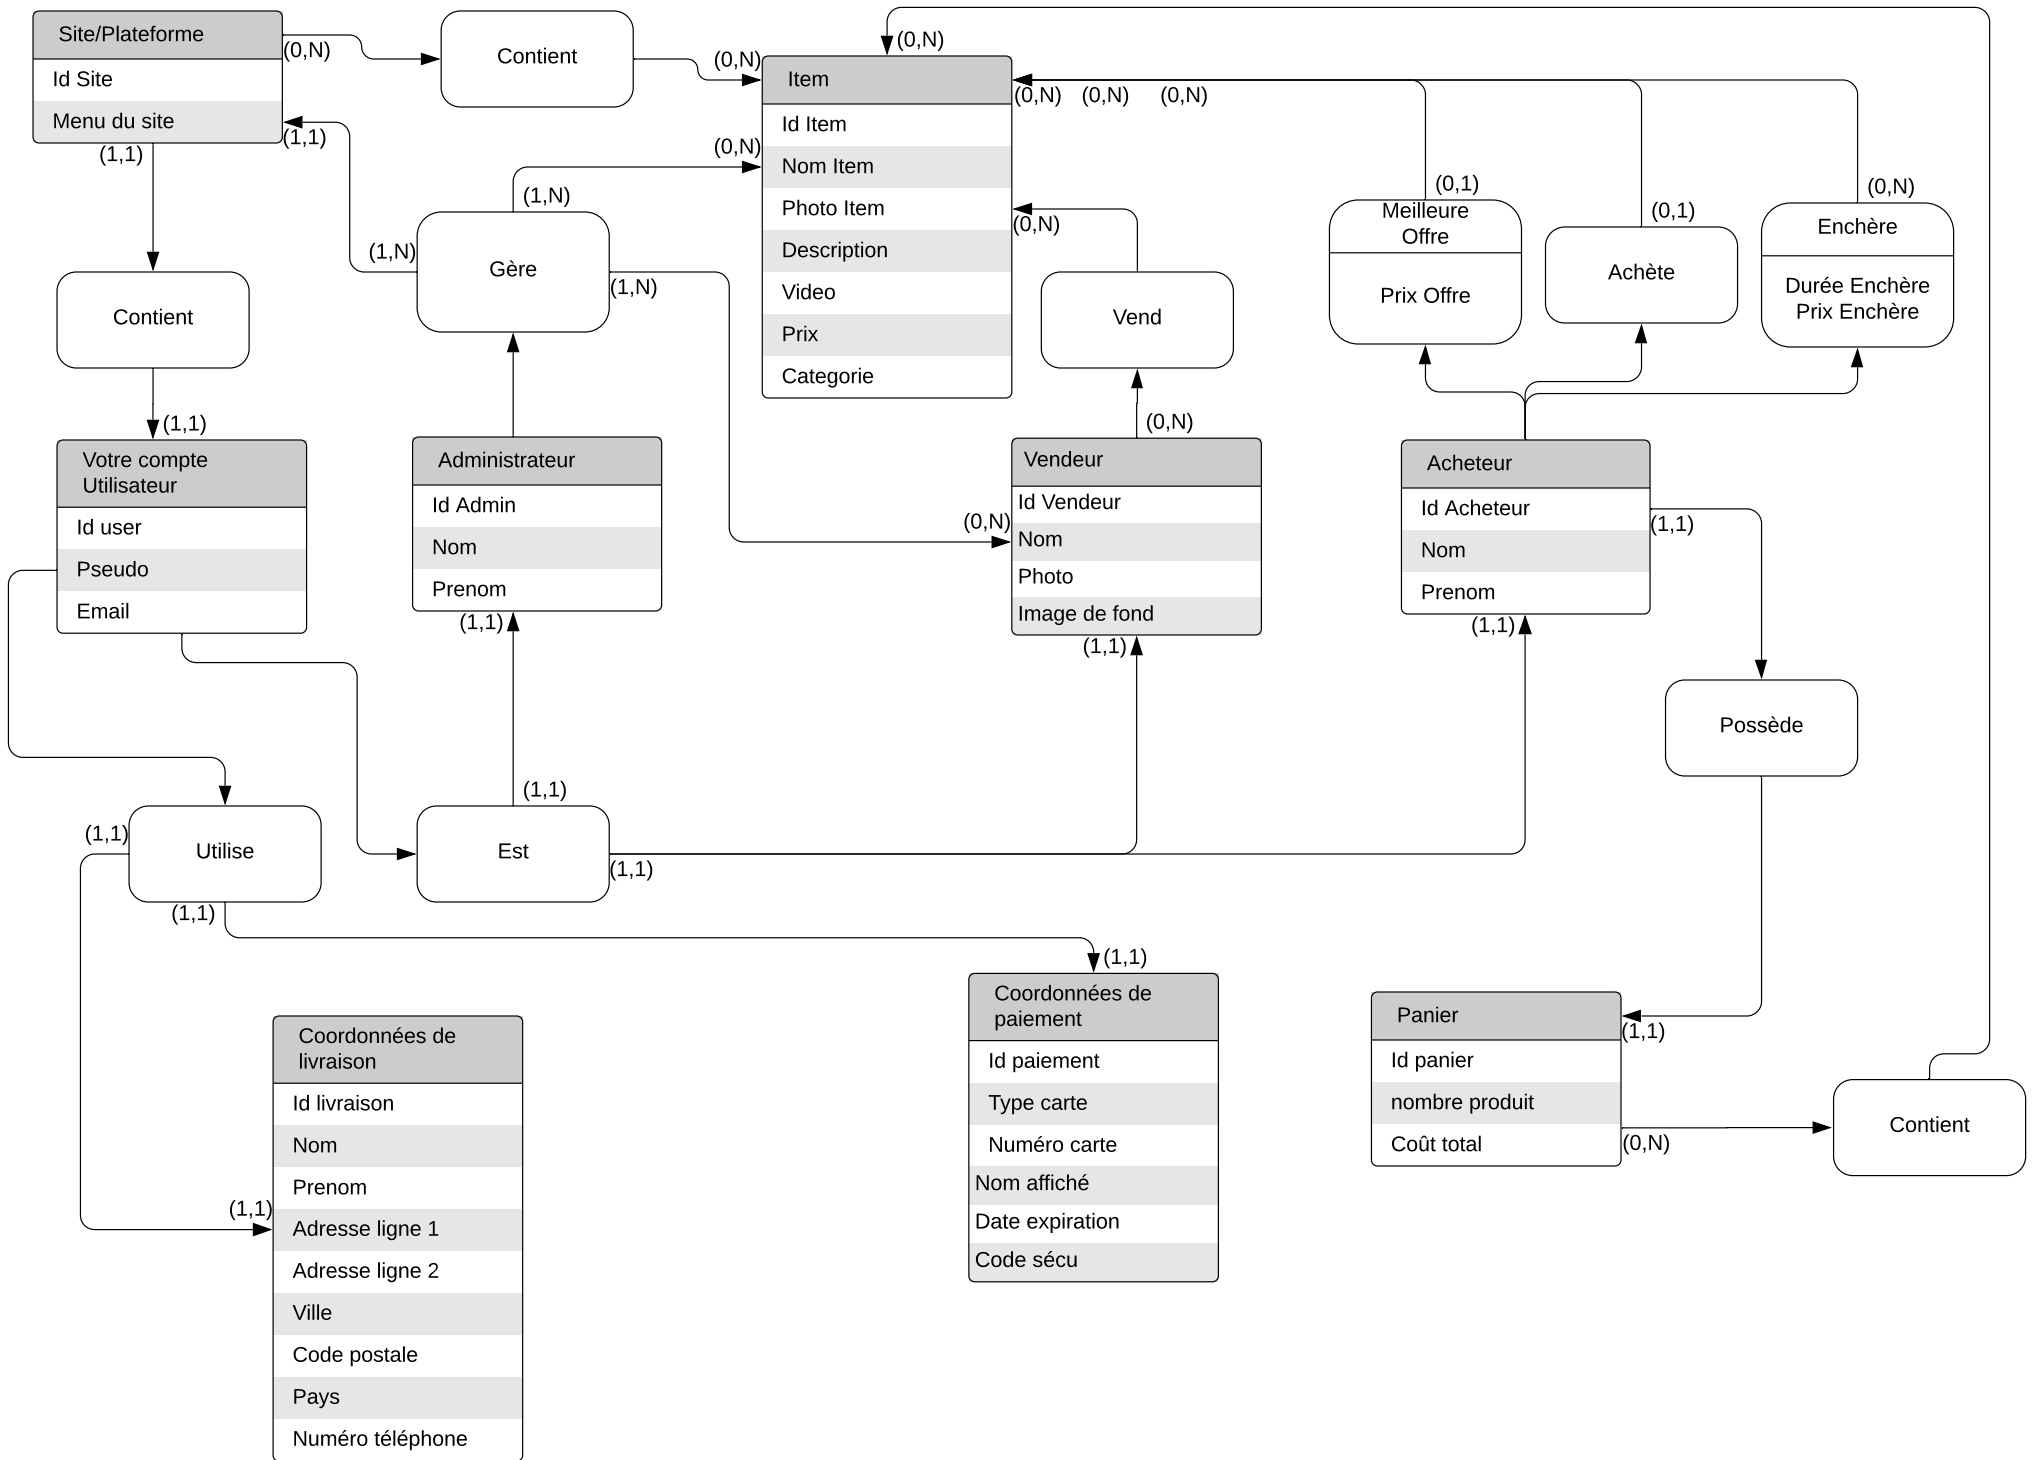 Site/Plateforme
(0,N)
Id Site
Menu du site
(1,1)
(1,1)
Contient
(0,N)
(0,N)
Item
Id Item
Nom Item
Photo Item
Description
Video
Prix
Categorie
(0,N)
(0,N)
(0,N)
(0,N)
(0,N)
(1,N)
(1,N)
Gère
(1,N)
Contient
(1,1)
Vend
(0,N)
(0,1)
Meilleure
Offre
Prix Offre
(0,1)
Achète
(0,N)
Enchère
Durée Enchère
Prix Enchère
Votre compte
Utilisateur
Id user
Pseudo
Email
Administrateur
Id Admin
Nom
Prenom
(1,1)
(0,N)
Vendeur
Id Vendeur
Nom
Photo
Image de fond
(1,1)
Acheteur
Id Acheteur
Nom
Prenom
(1,1)
(1,1)
Possède
(1,1)
Utilise
(1,1)
(1,1)
Est
(1,1)
(1,1)
Coordonnées de
livraison
Id livraison
Nom
Prenom
Adresse ligne 1
Adresse ligne 2
Ville
Code postale
Pays
Numéro téléphone
(1,1)
Coordonnées de
paiement
Id paiement
Type carte
Numéro carte
Nom affiché
Date expiration
Code sécu
Panier
Id panier
nombre produit
Coût total
(1,1)
(0,N)
Contient